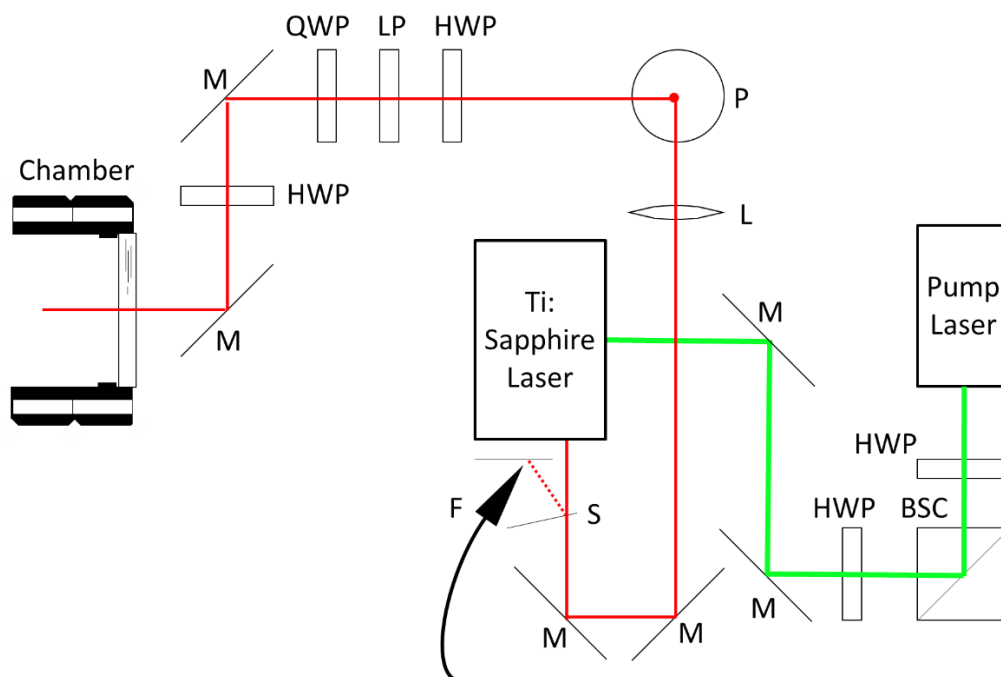 QWP LP HWP
M
P
Chamber
HWP
L
M
Ti:
Sapphire
Laser
M
Pump
Laser
HWP
F
S
HWP
BSC
M
M
M